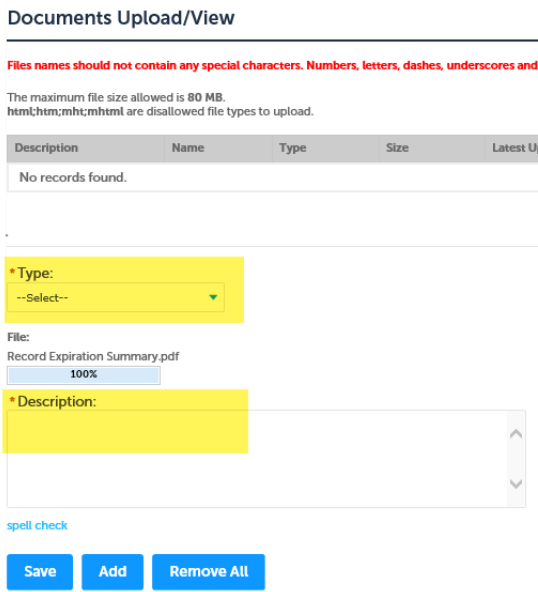 Documents Upload/View
Files names should not contain any special characters. Numbers, letters, dashes, underscores and
The maximum file size allowed is 80 MB.
html;htm;mht;mhtml are disallowed file types to upload.
Description Name Type Size Latest U
No records found.
*Type:
--Select--
File:
Record Expiration Summary.pdf
100%
*Description:
spell check
Save Add Remove All